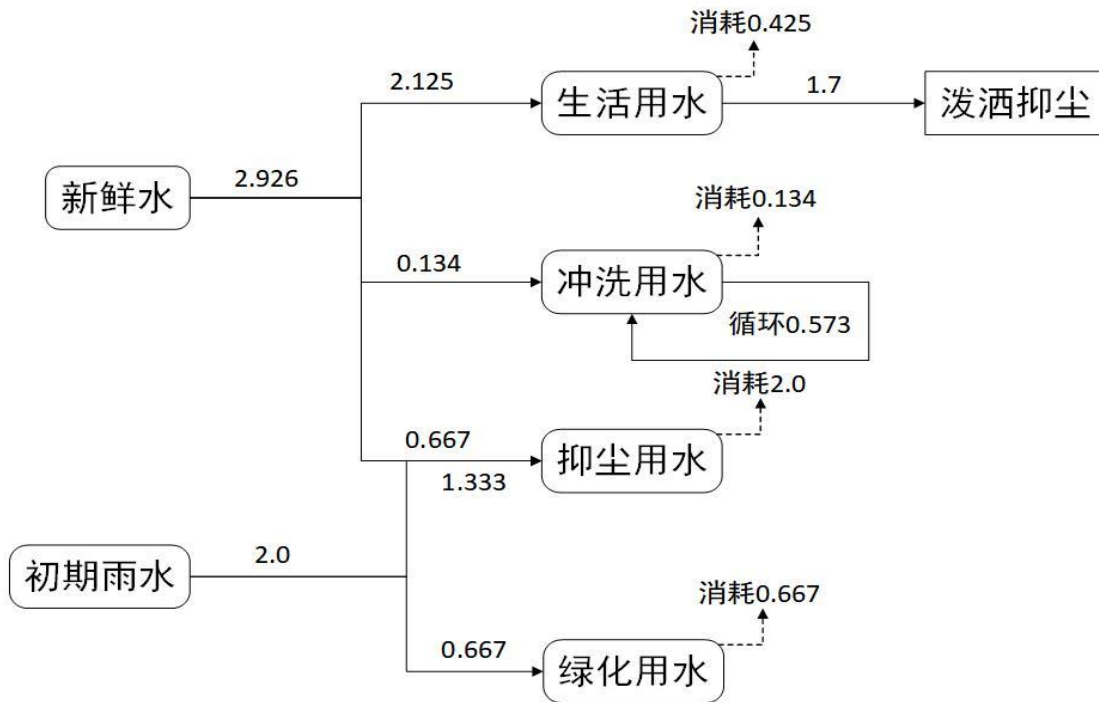 消耗0.425
2.125
生活用水
1.7
泼洒抑尘
新鲜水
2.926
消耗0.134
0.134
冲洗用水
循环0.573
消耗2.0
0.667
抑尘用水
1.333
初期雨水
2.0
消耗0.667
0.667
绿化用水